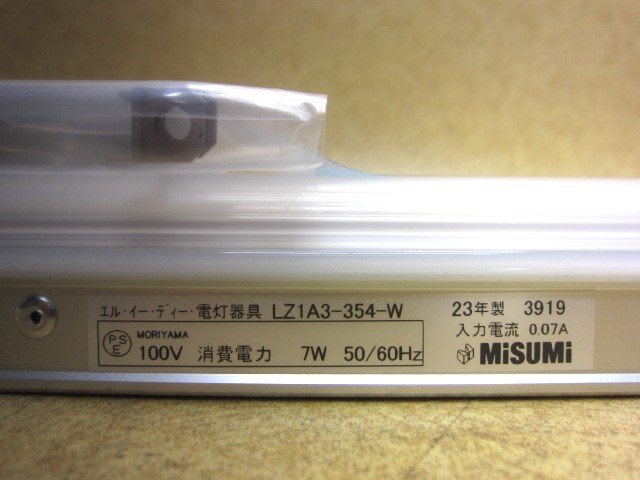 エル・イー・ディー・電灯器具 LZ1A3-354-W 23年製 3919
入力電流 0.07A
PSE MORIYAMA
100V 消費電力 7W 50/60Hz
MiSUMi